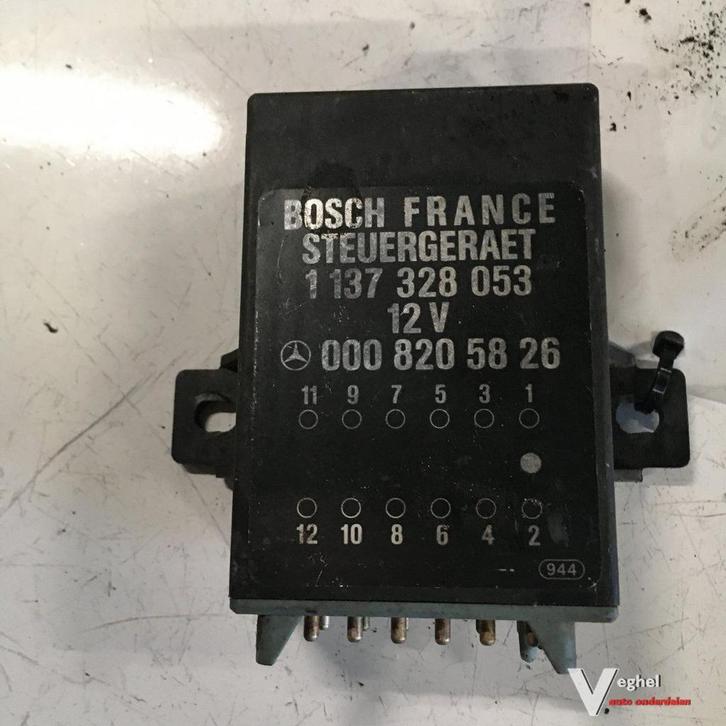 BOSCH FRANCE
STEUERGERAET
1 137 328 053
12 V
000 820 58 26
11 9 7 5 3 1
12 10 8 6 4 2
944
Veghel
auto onderdelen